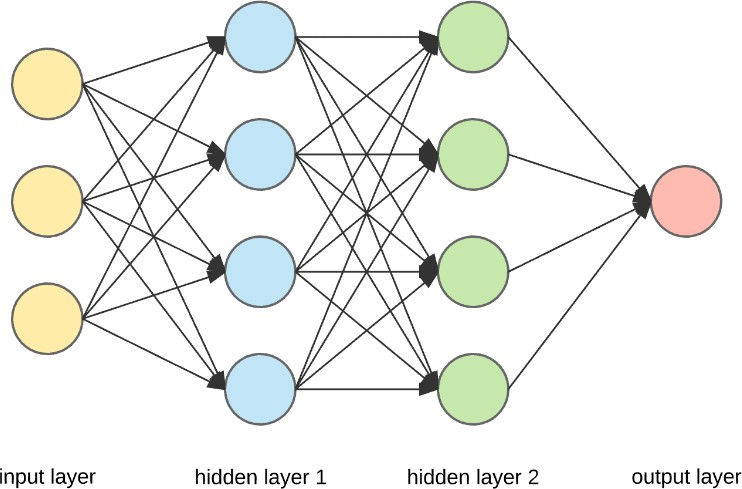 input layer
hidden layer 1
hidden layer 2
output layer